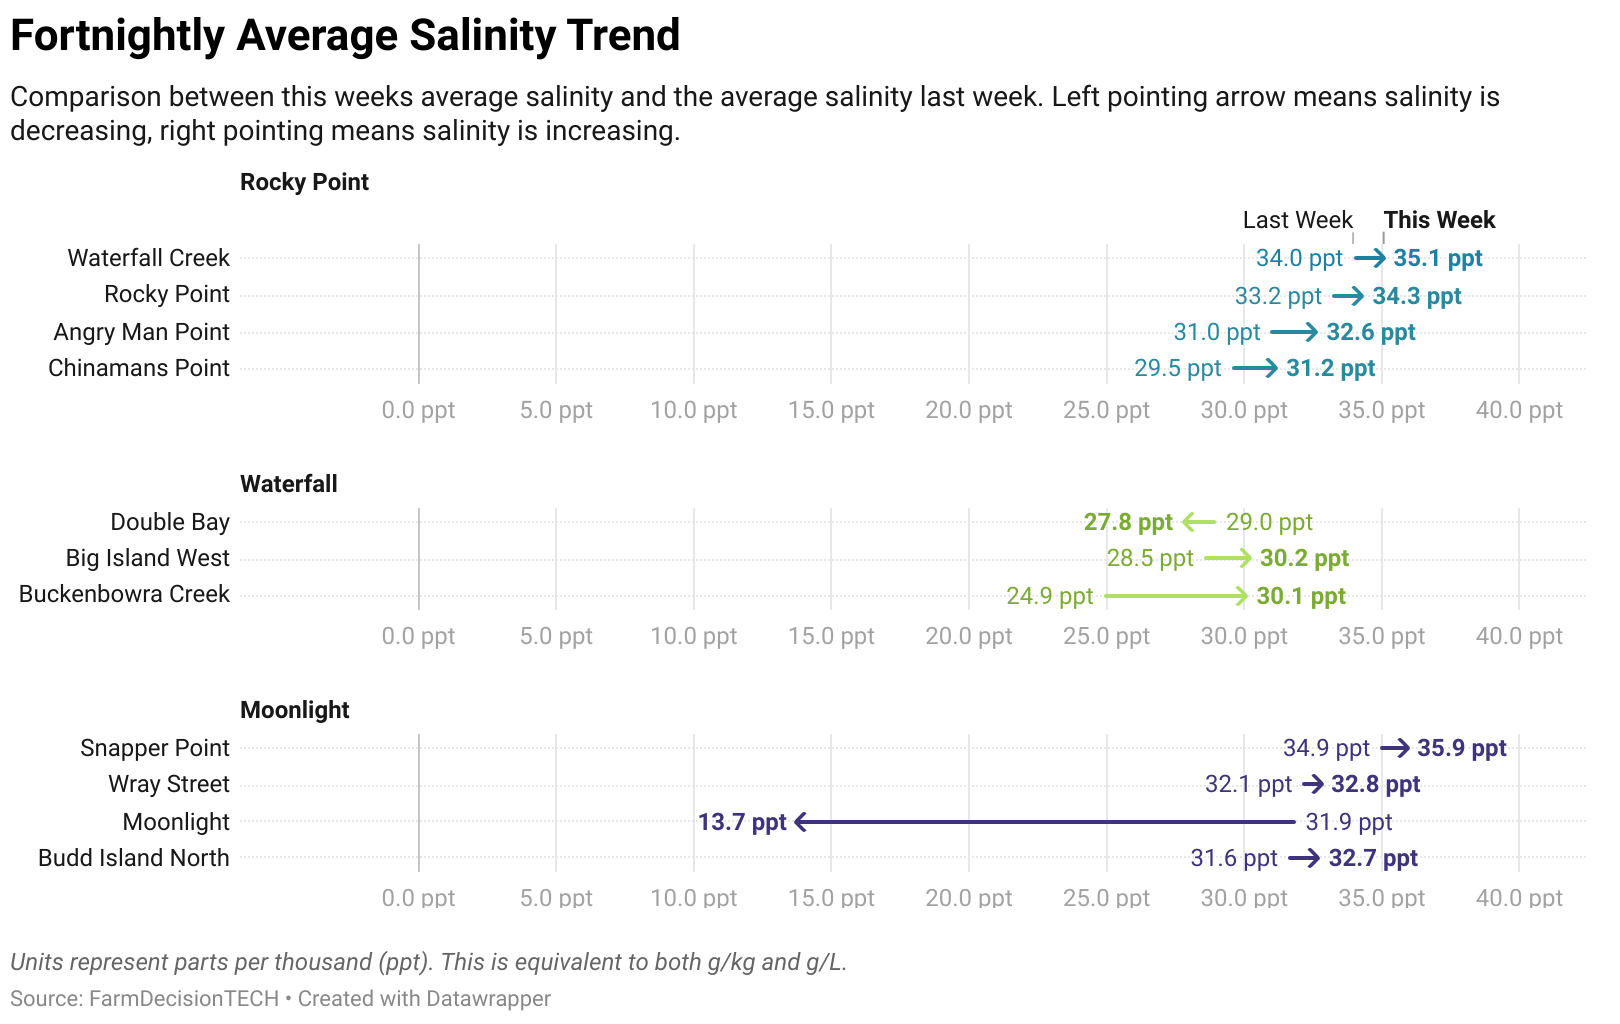 Fortnightly Average Salinity Trend
Comparison between this weeks average salinity and the average salinity last week. Left pointing arrow means salinity is
decreasing, right pointing means salinity is increasing.
Rocky Point
Last Week This Week
Waterfall Creek 34.0 ppt 35.1 ppt
Rocky Point 33.2 ppt 34.3 ppt
Angry Man Point 31.0 ppt 32.6 ppt
Chinamans Point 29.5 ppt 31.2 ppt
0.0 ppt 5.0 ppt 10.0 ppt 15.0 ppt 20.0 ppt 25.0 ppt 30.0 ppt 35.0 ppt 40.0 ppt
Waterfall
Double Bay 27.8 ppt 29.0 ppt
Big Island West 28.5 ppt 30.2 ppt
Buckenbowra Creek 24.9 ppt 30.1 ppt
0.0 ppt 5.0 ppt 10.0 ppt 15.0 ppt 20.0 ppt 25.0 ppt 30.0 ppt 35.0 ppt 40.0 ppt
Moonlight
Snapper Point 34.9 ppt 35.9 ppt
Wray Street 32.1 ppt 32.8 ppt
Moonlight 13.7 ppt 31.9 ppt
Budd Island North 31.6 ppt 32.7 ppt
0.0 ppt 5.0 ppt 10.0 ppt 15.0 ppt 20.0 ppt 25.0 ppt 30.0 ppt 35.0 ppt 40.0 ppt
Units represent parts per thousand (ppt). This is equivalent to both g/kg and g/L.
Source: FarmDecisionTECH • Created with Datawrapper